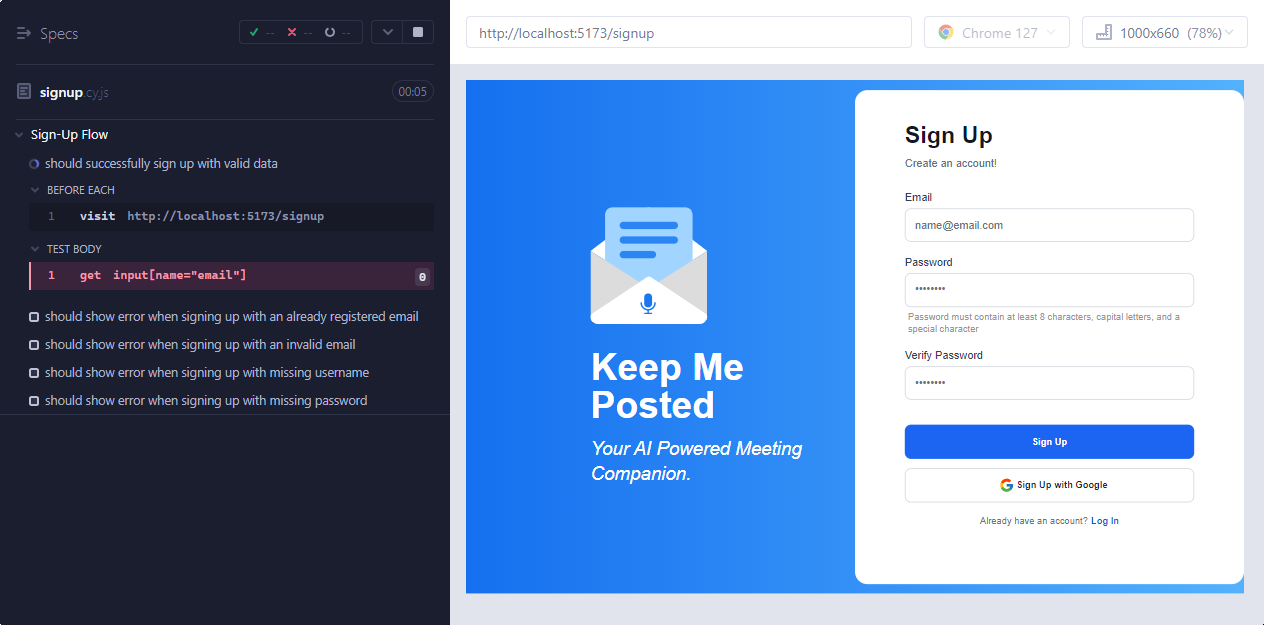 Specs
-- -- --
signup.cy.js
00:05
Sign-Up Flow
should successfully sign up with valid data
BEFORE EACH
1 visit http://localhost:5173/signup
TEST BODY
1 get input[name="email"] 0
should show error when signing up with an already registered email
should show error when signing up with an invalid email
should show error when signing up with missing username
should show error when signing up with missing password
http://localhost:5173/signup
Chrome 127
1000x660 (78%)
Keep Me
Posted
Your AI Powered Meeting
Companion.
Sign Up
Create an account!
Email
name@email.com
Password
••••••••
Password must contain at least 8 characters, capital letters, and a
special character
Verify Password
••••••••
Sign Up
Sign Up with Google
Already have an account? Log In